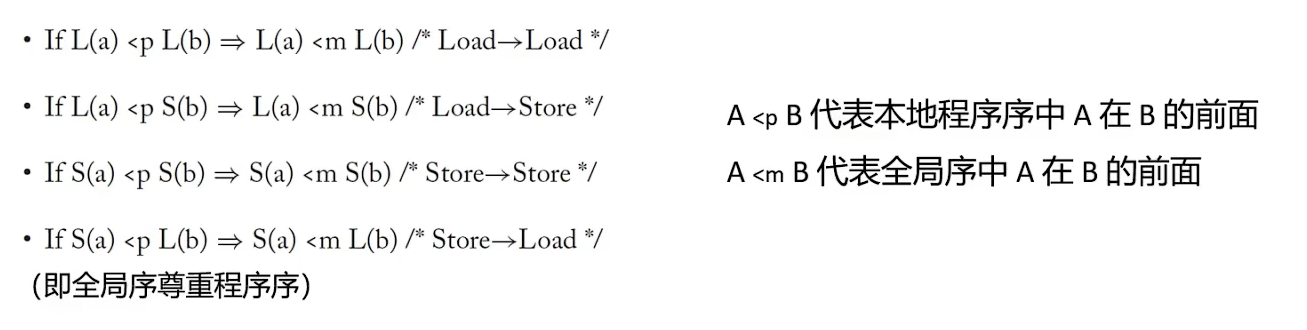 • If L(a) <p L(b) ⇒ L(a) <m L(b) /* Load→Load */
• If L(a) <p S(b) ⇒ L(a) <m S(b) /* Load→Store */
• If S(a) <p S(b) ⇒ S(a) <m S(b) /* Store→Store */
• If S(a) <p L(b) ⇒ S(a) <m L(b) /* Store→Load */
（即全局序尊重程序序）
A <p B 代表本地程序序中 A 在 B 的前面
A <m B 代表全局序中 A 在 B 的前面